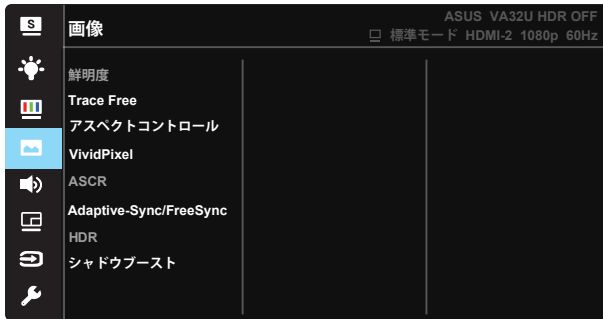 S
画像
ASUS VA32U HDR OFF
標準モード HDMI-2 1080p 60Hz
鮮明度
Trace Free
アスペクトコントロール
VividPixel
ASCR
Adaptive-Sync/FreeSync
HDR
シャドウブースト